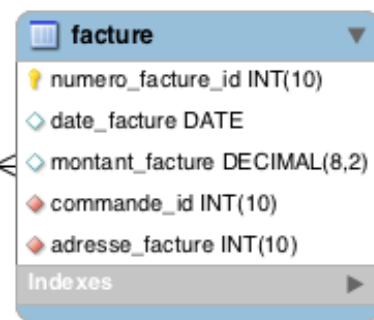 facture
numero_facture_id INT(10)
date_facture DATE
montant_facture DECIMAL(8,2)
commande_id INT(10)
adresse_facture INT(10)
Indexes